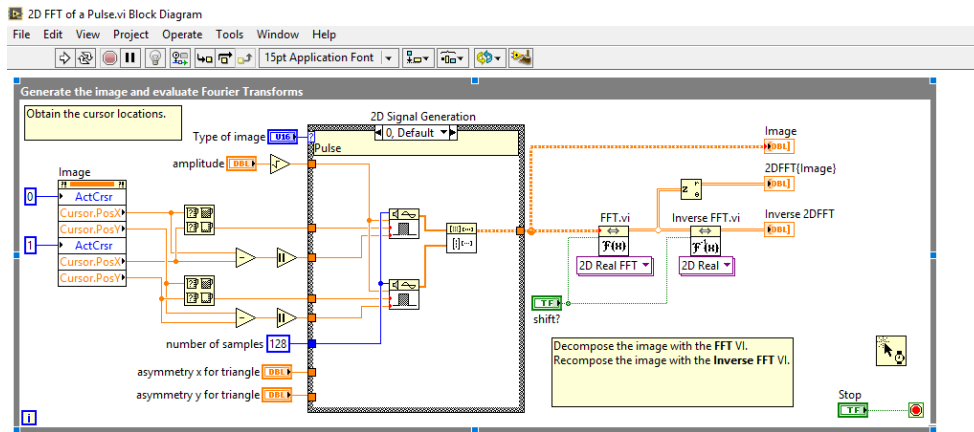 2D FFT of a Pulse.vi Block Diagram
File Edit View Project Operate Tools Window Help
15pt Application Font
Generate the image and evaluate Fourier Transforms
Obtain the cursor locations.
2D Signal Generation
Type of image U16
0, Default
Pulse
amplitude DBL
Image
DBL
Image
0
ActCrsr
Cursor.PosX
Cursor.PosY
1
ActCrsr
Cursor.PosX
Cursor.PosY
2DFFT{Image}
DBL
z r θ
FFT.vi
Inverse FFT.vi
Inverse 2DFFT
DBL
2D Real FFT
2D Real
TF
shift?
number of samples 128
asymmetry x for triangle DBL
asymmetry y for triangle DBL
Decompose the image with the FFT VI.
Recompose the image with the Inverse FFT VI.
Stop
TF
i